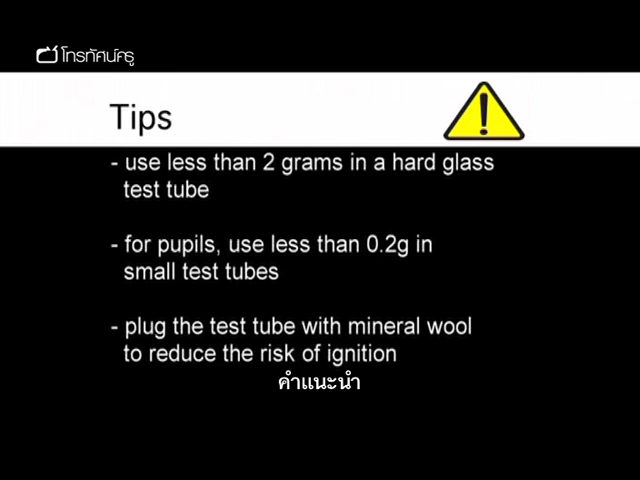 โทรทัศน์ครู
Tips
- use less than 2 grams in a hard glass
test tube
- for pupils, use less than 0.2g in
small test tubes
- plug the test tube with mineral wool
to reduce the risk of ignition
คำแนะนำ